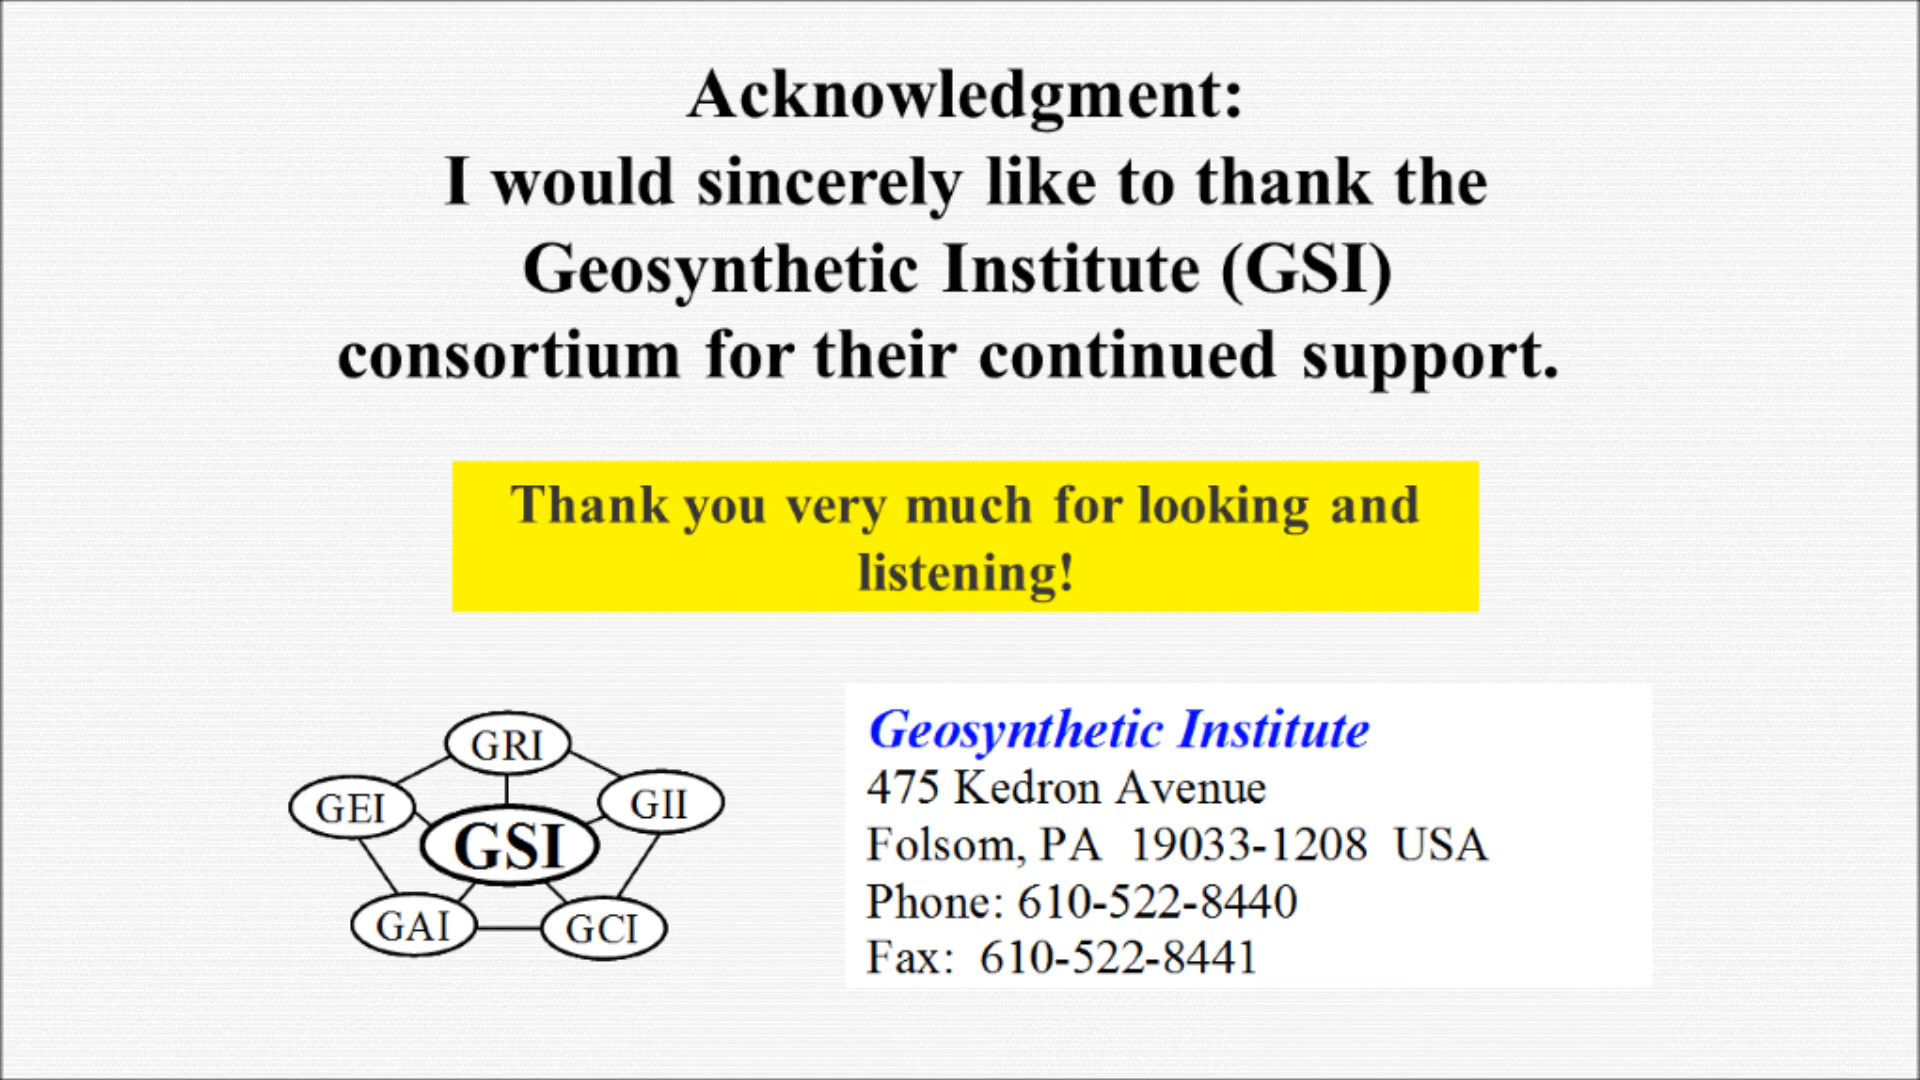 Acknowledgment:
I would sincerely like to thank the
Geosynthetic Institute (GSI)
consortium for their continued support.
Thank you very much for looking and
listening!
GRI
GEI
GII
GSI
GAI
GCI
Geosynthetic Institute
475 Kedron Avenue
Folsom, PA 19033-1208 USA
Phone: 610-522-8440
Fax: 610-522-8441